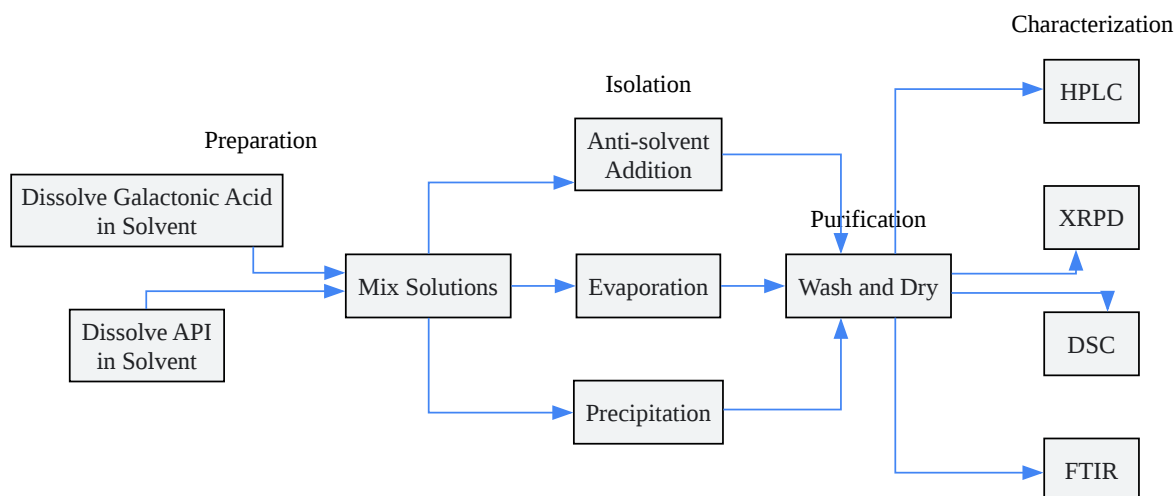 Preparation
Dissolve Galactonic Acid
in Solvent
Dissolve API
in Solvent
Mix Solutions
Isolation
Anti-solvent
Addition
Evaporation
Precipitation
Purification
Wash and Dry
Characterization
HPLC
XRPD
DSC
FTIR